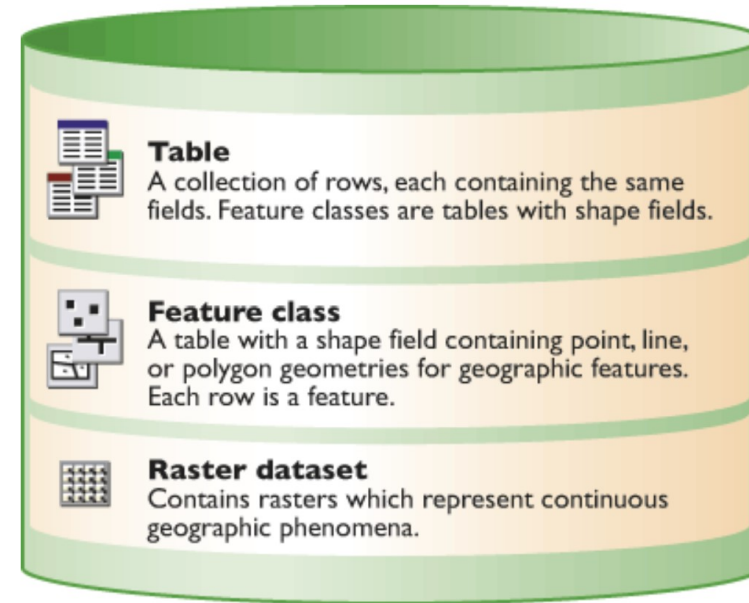 Table
A collection of rows, each containing the same
fields. Feature classes are tables with shape fields.
Feature class
A table with a shape field containing point, line,
or polygon geometries for geographic features.
Each row is a feature.
Raster dataset
Contains rasters which represent continuous
geographic phenomena.